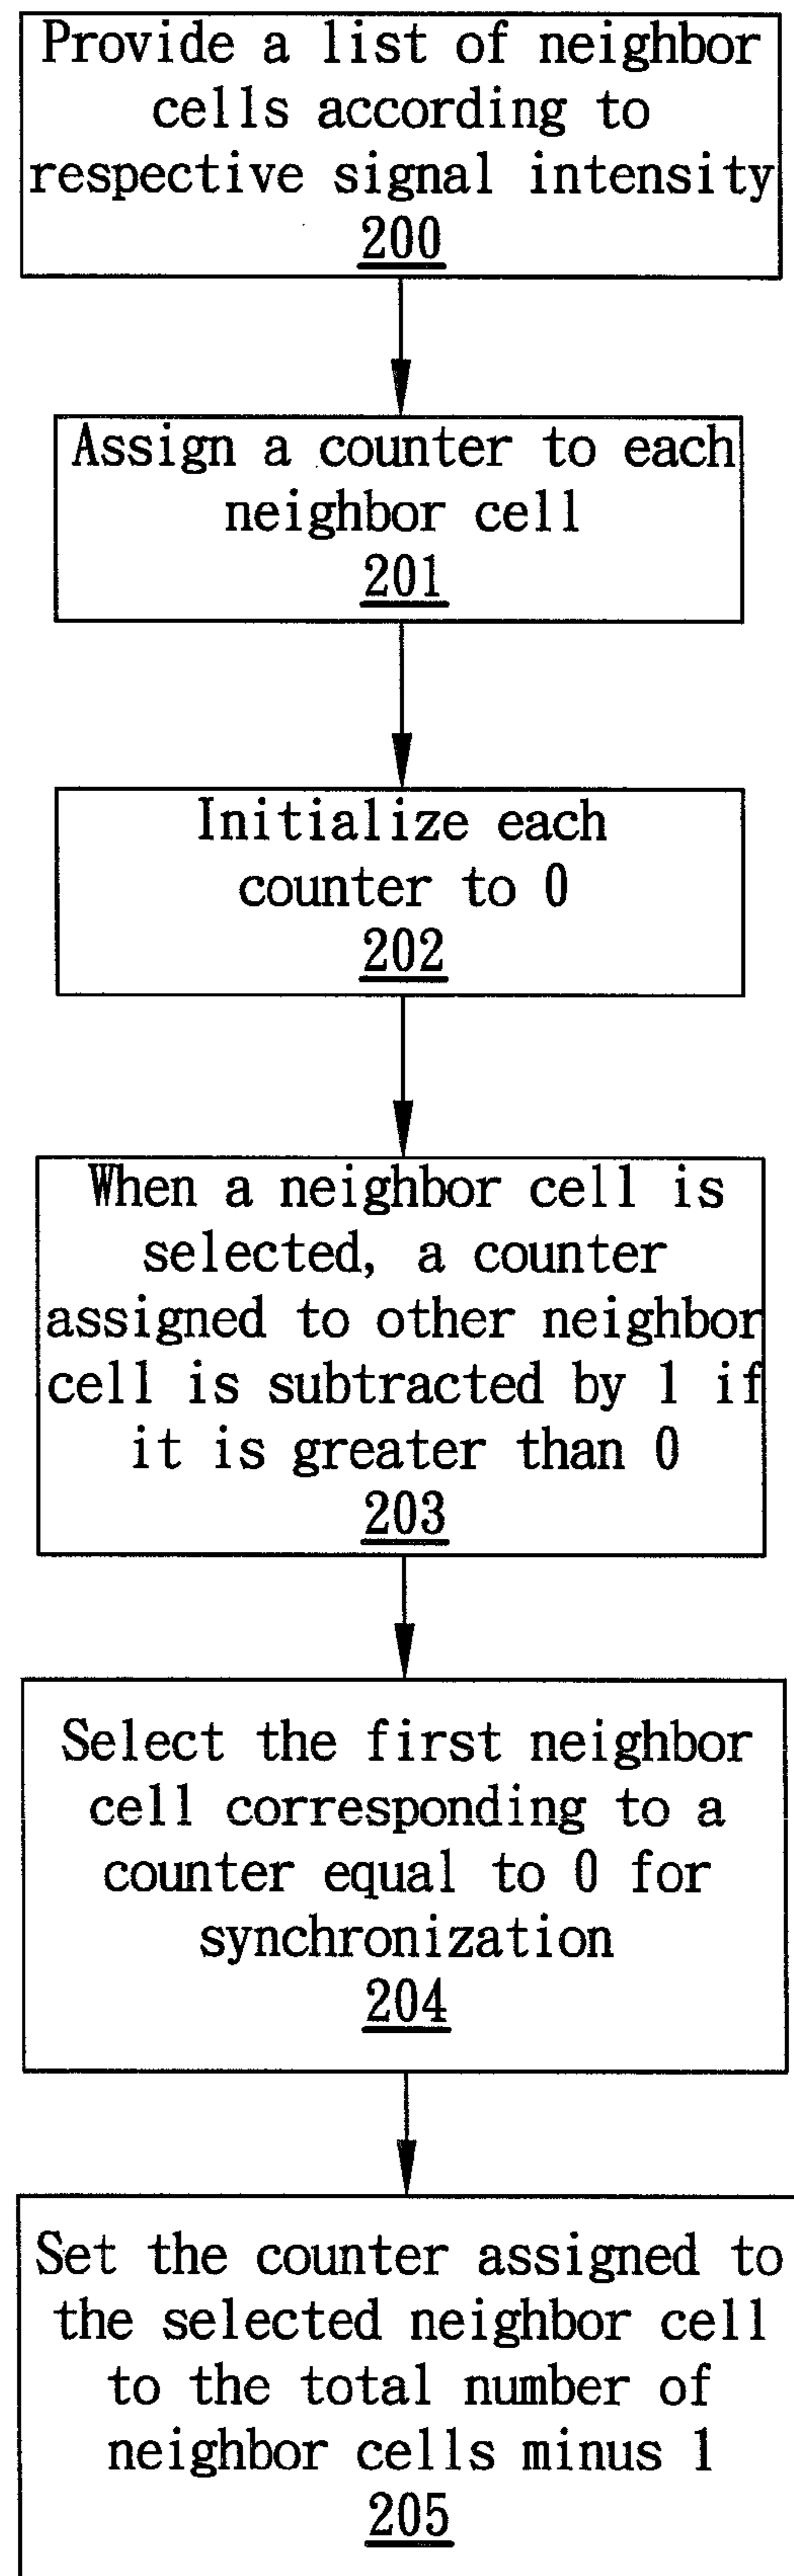 Provide a list of neighbor
cells according to
respective signal intensity
200
Assign a counter to each
neighbor cell
201
Initialize each
counter to 0
202
When a neighbor cell is
selected, a counter
assigned to other neighbor
cell is subtracted by 1 if
it is greater than 0
203
Select the first neighbor
cell corresponding to a
counter equal to 0 for
synchronization
204
Set the counter assigned to
the selected neighbor cell
to the total number of
neighbor cells minus 1
205